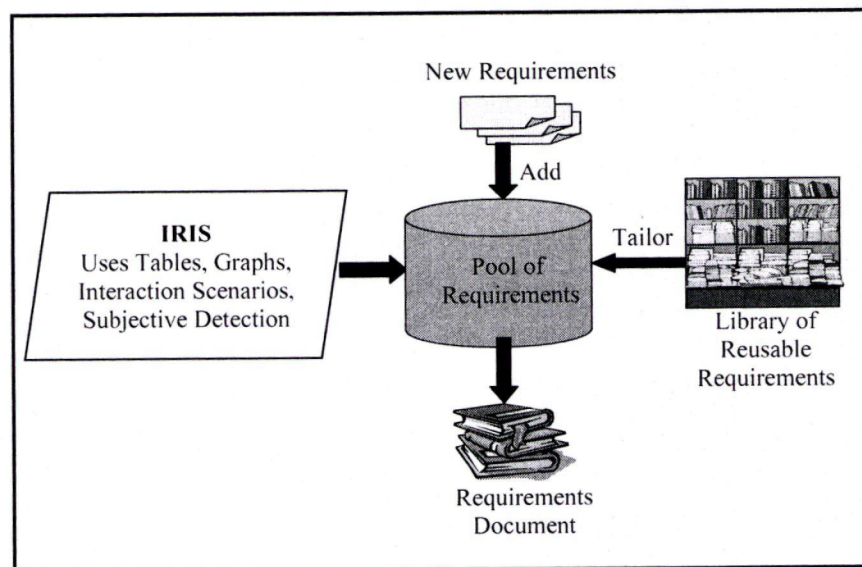 New Requirements
Add
IRIS
Uses Tables, Graphs,
Interaction Scenarios,
Subjective Detection
Pool of
Requirements
Tailor
Library of
Reusable
Requirements
Requirements
Document